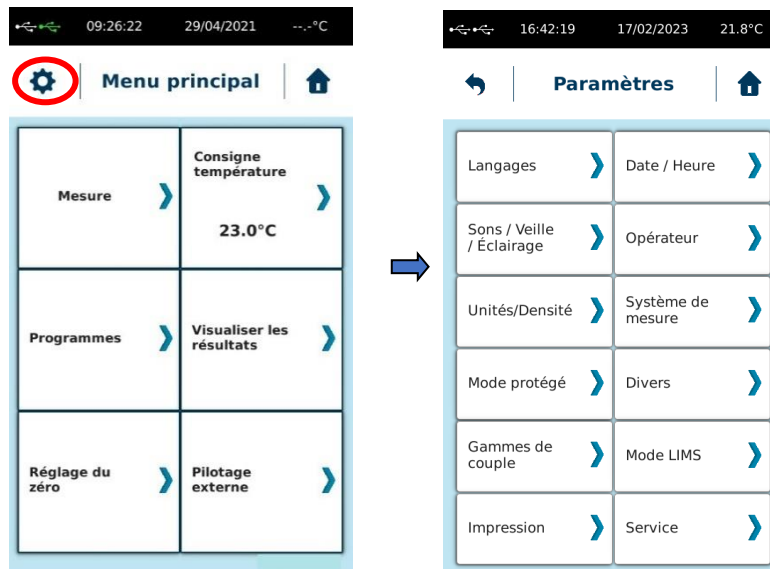 09:26:22 29/04/2021 --.-°C
Menu principal
Mesure
Consigne
température
23.0°C
Programmes
Visualiser les
résultats
Réglage du
zéro
Pilotage
externe
16:42:19 17/02/2023 21.8°C
Paramètres
Langages
Date / Heure
Sons / Veille
/ Éclairage
Opérateur
Unités/Densité
Système de
mesure
Mode protégé
Divers
Gammes de
couple
Mode LIMS
Impression
Service